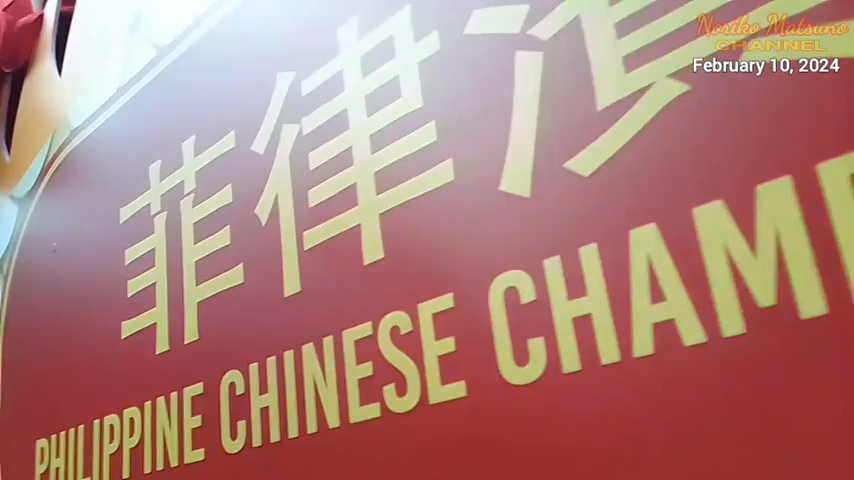 Noriko Matsuno
CHANNEL
February 10, 2024
菲律
PHILIPPINE CHINESE CHAM